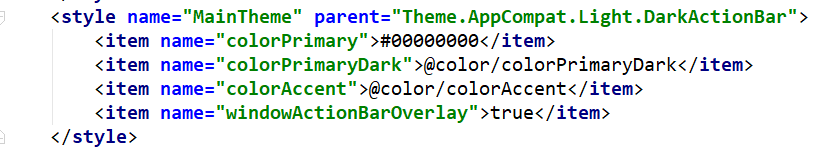 <style name="MainTheme" parent="Theme.AppCompat.Light.DarkActionBar">
    <item name="colorPrimary">#00000000</item>
    <item name="colorPrimaryDark">@color/colorPrimaryDark</item>
    <item name="colorAccent">@color/colorAccent</item>
    <item name="windowActionBarOverlay">true</item>
</style>